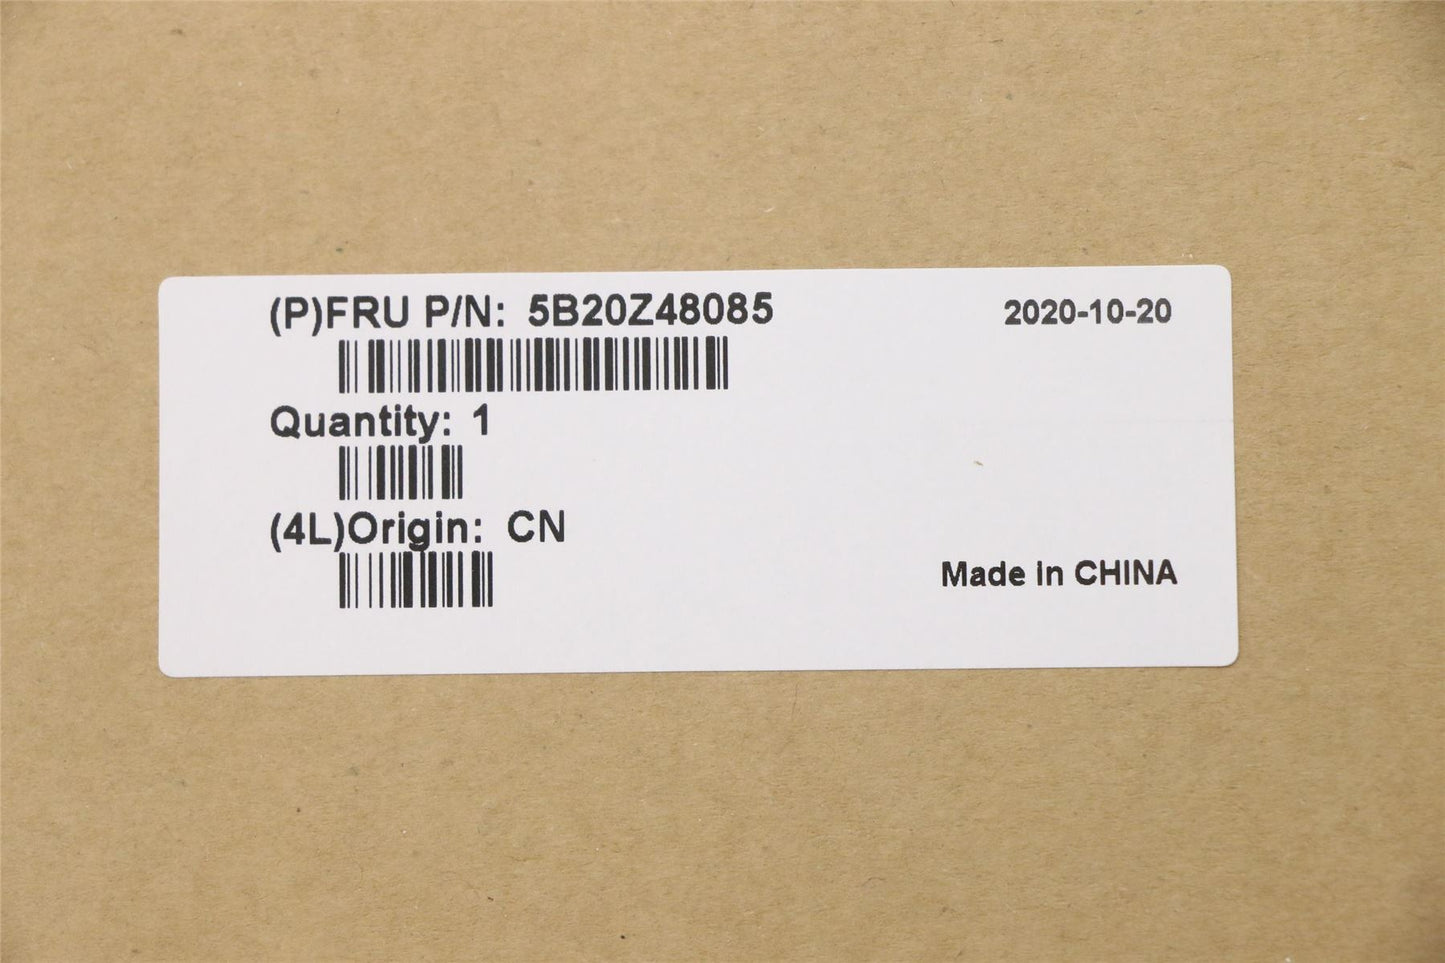 (P)FRU P/N: 5B20Z48085
2020-10-20
Quantity: 1
(4L)Origin: CN
Made in CHINA